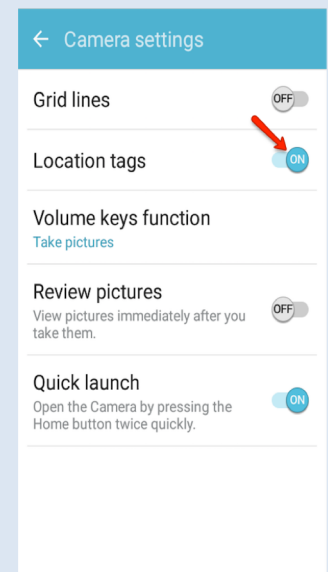 Camera settings
Grid lines
OFF
Location tags
ON
Volume keys function
Take pictures
Review pictures
View pictures immediately after you
take them.
OFF
Quick launch
Open the Camera by pressing the
Home button twice quickly.
ON